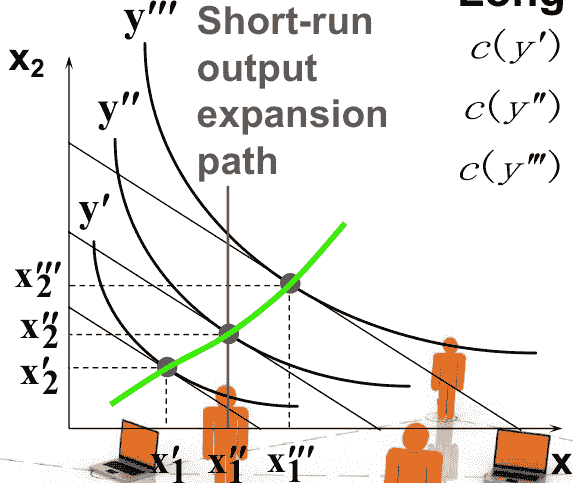 Long
y′′′
Short-run
output
expansion
path
x₂
c(y′)
c(y″)
c(y‴)
y′′
y′
x₂′′′
x₂′′
x₂′
x₁′
x₁′′
x₁′′′
x